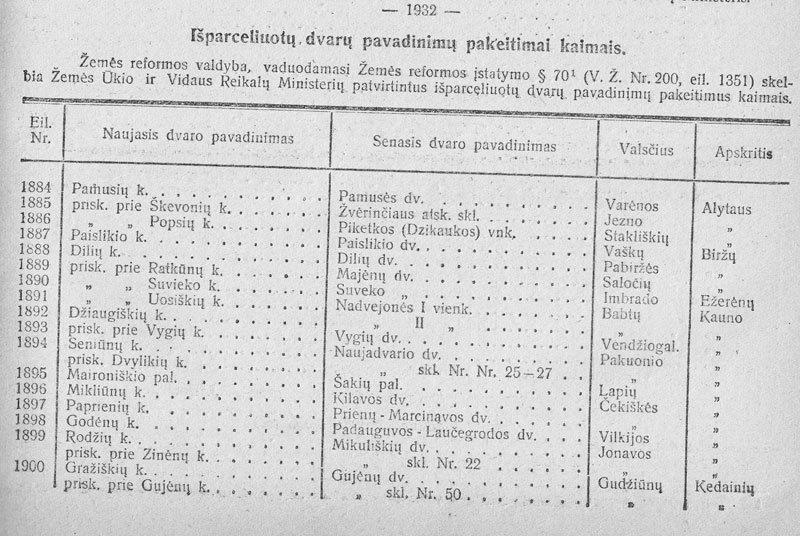 — 1932 —
Išparceliuotų dvarų pavadinimų pakeitimai kaimais.
Žemės reformos valdyba, vaduodamasi Žemės reformos įstatymo § 70¹ (V. Ž. Nr. 200, eil. 1351) skel-
bia Žemės Ūkio ir Vidaus Reikalų Ministerių patvirtintus išparceliuotų dvarų pavadinimų pakeitimus kaimais.
Eil. Nr. Naujasis dvaro pavadinimas Senasis dvaro pavadinimas Valsčius Apskritis
1884 Pamusių k. Pamusės dv. Varėnos Alytaus
1885 prisk. prie Škevonių k. Žvėrinčiaus atsk. skl. Jezno „
1886 „ „ Popsių k. Piketkos (Dzikaukos) vnk. Stakliškių „
1887 Paislikio k. Paislikio dv. Vaškų Biržų
1888 Dilių k. Dilių dv. Pabiržės „
1889 prisk. prie Ratkūnų k. Majėnų dv. Saločių „
1890 „ „ Suvieko k. Suveko „ Imbrado Ežerėnų
1891 „ „ Uosiškių k. Nadvejonės I vienk. Babtų Kauno
1892 Džiaugiškių k. „ II „ „ „
1893 prisk. prie Vygių k. Vygių dv. Vendžiogal. „
1894 Semūnų k. Naujadvario dv. Pakuonio „
prisk. Dvylikių k. „ skl. Nr. Nr. 25-27 „ „
1895 Maironiškio pal. Šakių pal. Lapių „
1896 Mikliūnų k. Kilavos dv. Čekiškės „
1897 Paprienių k. Prienų-Marcinavos dv. „ „
1898 Godėnų k. Padauguvos-Laučegrodos dv. Vilkijos „
1899 Rodžių k. Mikuliškių dv. Jonavos „
prisk. prie Zinėnų k. „ skl. Nr. 22 „ „
1900 Gražiškių k. Gujėnų dv. Gudžiūnų Kėdainių
prisk. prie Gujėnų k. „ skl. Nr. 50 „ „